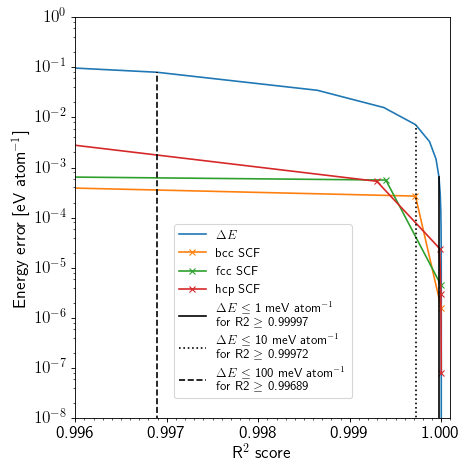 10⁰
10⁻¹
10⁻²
10⁻³
10⁻⁴
10⁻⁵
10⁻⁶
10⁻⁷
10⁻⁸
Energy error [eV atom⁻¹]
ΔE
bcc SCF
fcc SCF
hcp SCF
ΔE ≤ 1 meV atom⁻¹
for R2 ≥ 0.99997
ΔE ≤ 10 meV atom⁻¹
for R2 ≥ 0.99972
ΔE ≤ 100 meV atom⁻¹
for R2 ≥ 0.99689
0.996 0.997 0.998 0.999 1.000
R² score